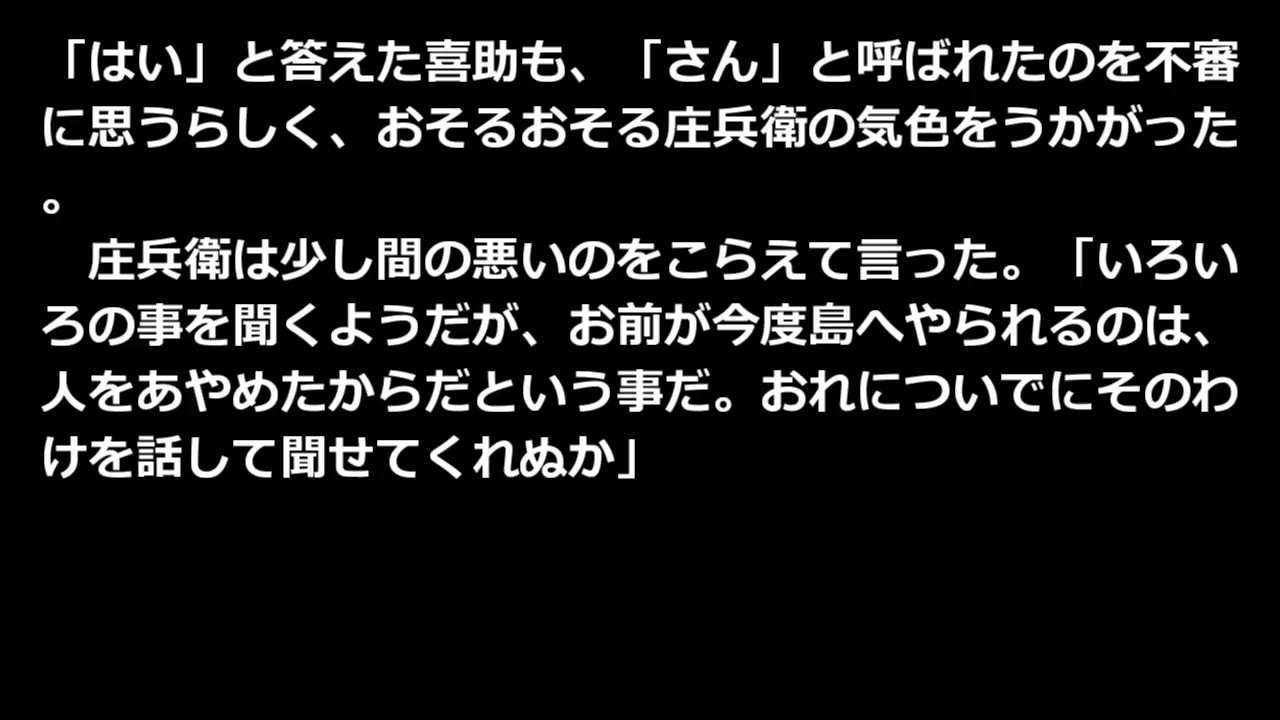 「はい」と答えた喜助も、「さん」と呼ばれたのを不審
に思うらしく、おそるおそる庄兵衛の気色をうかがった
。
　庄兵衛は少し間の悪いのをこらえて言った。「いろい
ろの事を聞くようだが、お前が今度島へやられるのは、
人をあやめたからだという事だ。おれについでにそのわ
けを話して聞せてくれぬか」